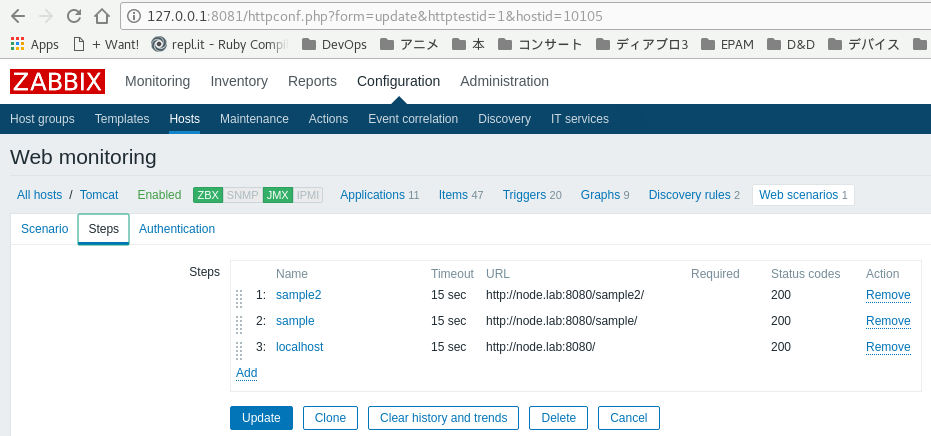 127.0.0.1:8081/httpconf.php?form=update&httptestid=1&hostid=10105
Apps + Want! repl.it - Ruby Compil DevOps アニメ 本 コンサート ディアブロ3 EPAM D&D デバイス
ZABBIX Monitoring Inventory Reports Configuration Administration
Host groups Templates Hosts Maintenance Actions Event correlation Discovery IT services
Web monitoring
All hosts / Tomcat Enabled ZBX SNMP JMX IPMI Applications 11 Items 47 Triggers 20 Graphs 9 Discovery rules 2 Web scenarios 1
Scenario Steps Authentication
Steps Name Timeout URL Required Status codes Action
1: sample2 15 sec http://node.lab:8080/sample2/ 200 Remove
2: sample 15 sec http://node.lab:8080/sample/ 200 Remove
3: localhost 15 sec http://node.lab:8080/ 200 Remove
Add
Update Clone Clear history and trends Delete Cancel